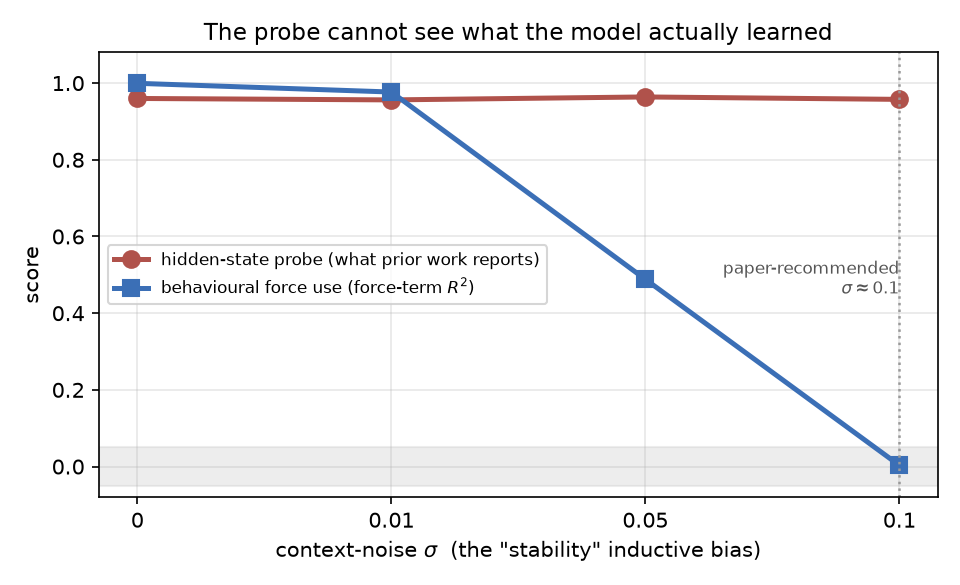 The probe cannot see what the model actually learned
1.0
0.8
0.6
0.4
0.2
0.0
score
hidden-state probe (what prior work reports)
behavioural force use (force-term R²)
paper-recommended
σ ≈ 0.1
0 0.01 0.05 0.1
context-noise σ (the "stability" inductive bias)